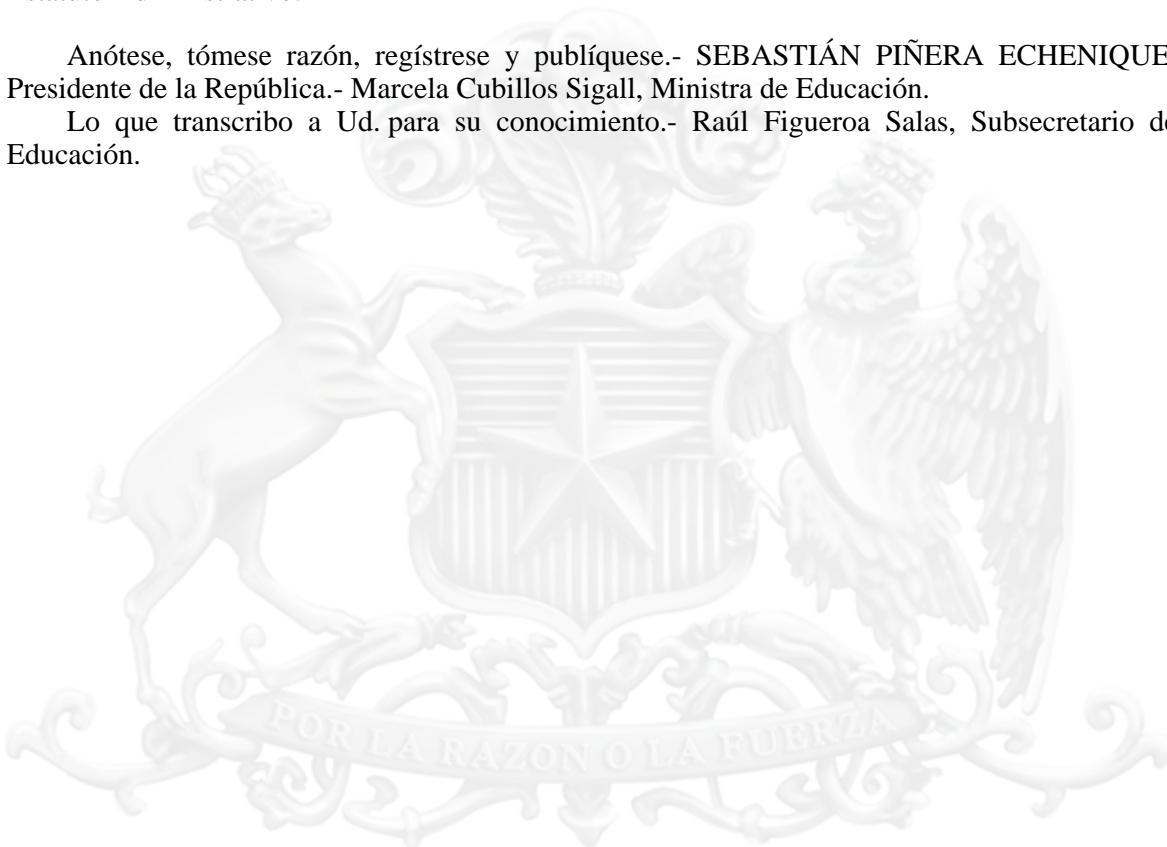 Anótese, tómese razón, regístrese y publíquese.- SEBASTIÁN PIÑERA ECHENIQUE
Presidente de la República.- Marcela Cubillos Sigall, Ministra de Educación.
Lo que transcribo a Ud. para su conocimiento.- Raúl Figueroa Salas, Subsecretario de
Educación.
POR LA RAZON O LA FUERZA